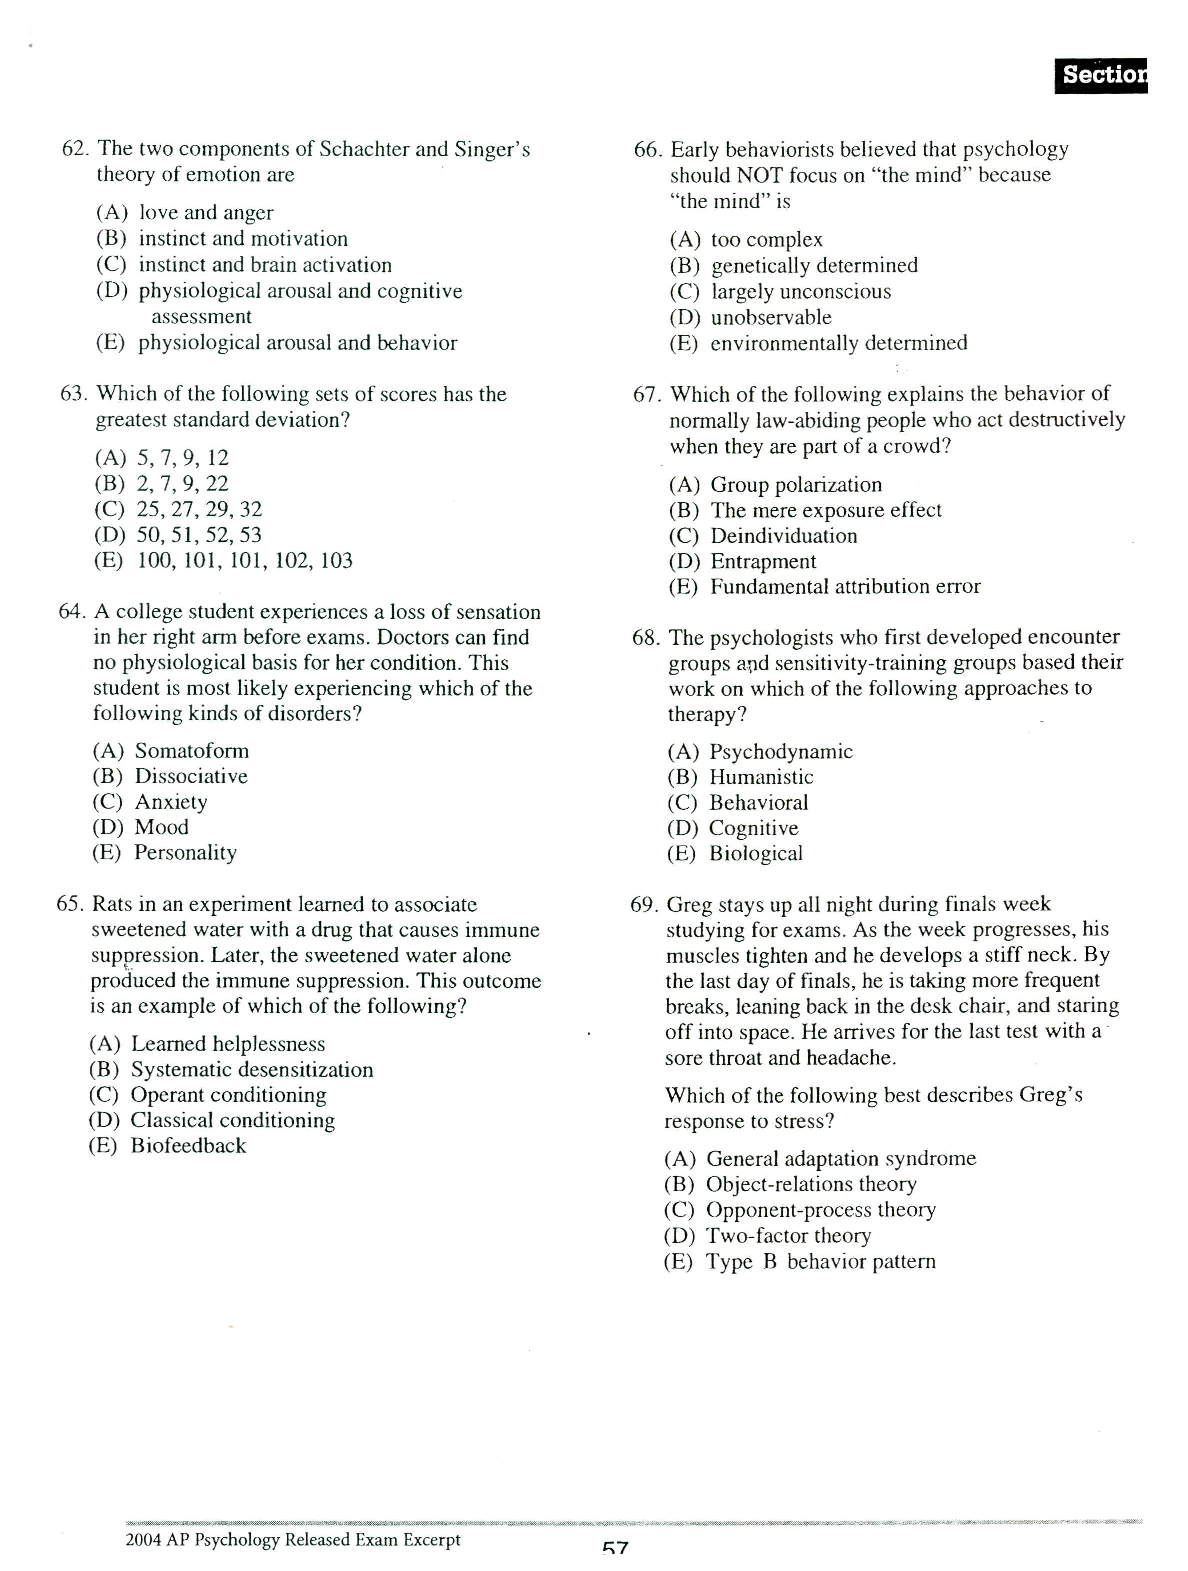 Section
62. The two components of Schachter and Singer's
theory of emotion are
(A) love and anger
(B) instinct and motivation
(C) instinct and brain activation
(D) physiological arousal and cognitive
assessment
(E) physiological arousal and behavior
63. Which of the following sets of scores has the
greatest standard deviation?
(A) 5, 7, 9, 12
(B) 2, 7, 9, 22
(C) 25, 27, 29, 32
(D) 50, 51, 52, 53
(E) 100, 101, 101, 102, 103
64. A college student experiences a loss of sensation
in her right arm before exams. Doctors can find
no physiological basis for her condition. This
student is most likely experiencing which of the
following kinds of disorders?
(A) Somatoform
(B) Dissociative
(C) Anxiety
(D) Mood
(E) Personality
65. Rats in an experiment learned to associate
sweetened water with a drug that causes immune
suppression. Later, the sweetened water alone
produced the immune suppression. This outcome
is an example of which of the following?
(A) Learned helplessness
(B) Systematic desensitization
(C) Operant conditioning
(D) Classical conditioning
(E) Biofeedback
66. Early behaviorists believed that psychology
should NOT focus on "the mind" because
"the mind" is
(A) too complex
(B) genetically determined
(C) largely unconscious
(D) unobservable
(E) environmentally determined
67. Which of the following explains the behavior of
normally law-abiding people who act destructively
when they are part of a crowd?
(A) Group polarization
(B) The mere exposure effect
(C) Deindividuation
(D) Entrapment
(E) Fundamental attribution error
68. The psychologists who first developed encounter
groups and sensitivity-training groups based their
work on which of the following approaches to
therapy?
(A) Psychodynamic
(B) Humanistic
(C) Behavioral
(D) Cognitive
(E) Biological
69. Greg stays up all night during finals week
studying for exams. As the week progresses, his
muscles tighten and he develops a stiff neck. By
the last day of finals, he is taking more frequent
breaks, leaning back in the desk chair, and staring
off into space. He arrives for the last test with a
sore throat and headache.
Which of the following best describes Greg's
response to stress?
(A) General adaptation syndrome
(B) Object-relations theory
(C) Opponent-process theory
(D) Two-factor theory
(E) Type B behavior pattern
2004 AP Psychology Released Exam Excerpt
57